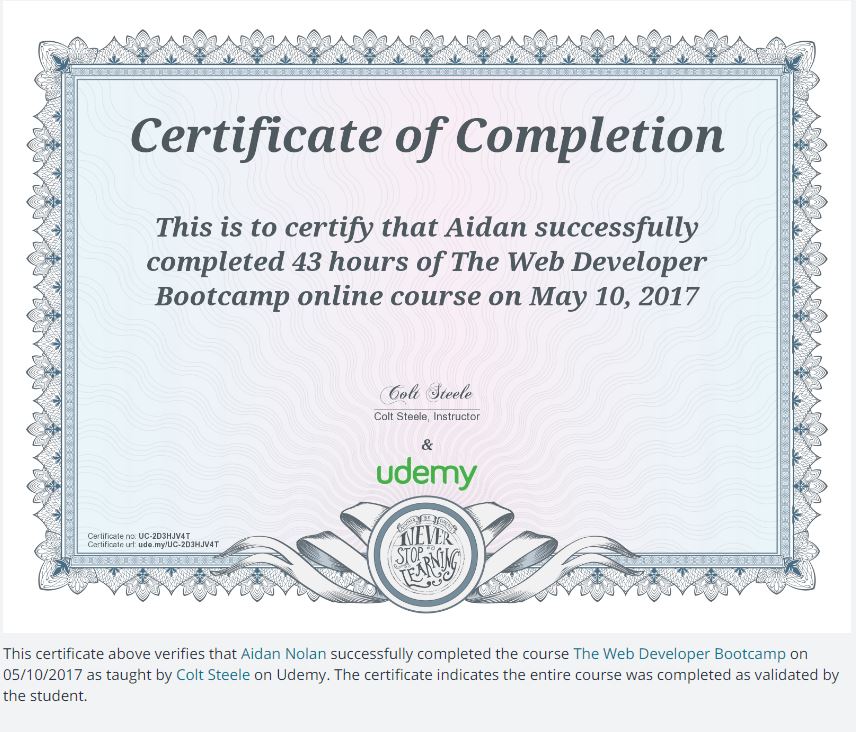 Certificate of Completion
This is to certify that Aidan successfully
completed 43 hours of The Web Developer
Bootcamp online course on May 10, 2017
Colt Steele
Colt Steele, Instructor
&
udemy
NEVER
STOP
LEARNING
Certificate no: UC-2D3HJV4T
Certificate url: ude.my/UC-2D3HJV4T
This certificate above verifies that Aidan Nolan successfully completed the course The Web Developer Bootcamp on
05/10/2017 as taught by Colt Steele on Udemy. The certificate indicates the entire course was completed as validated by
the student.